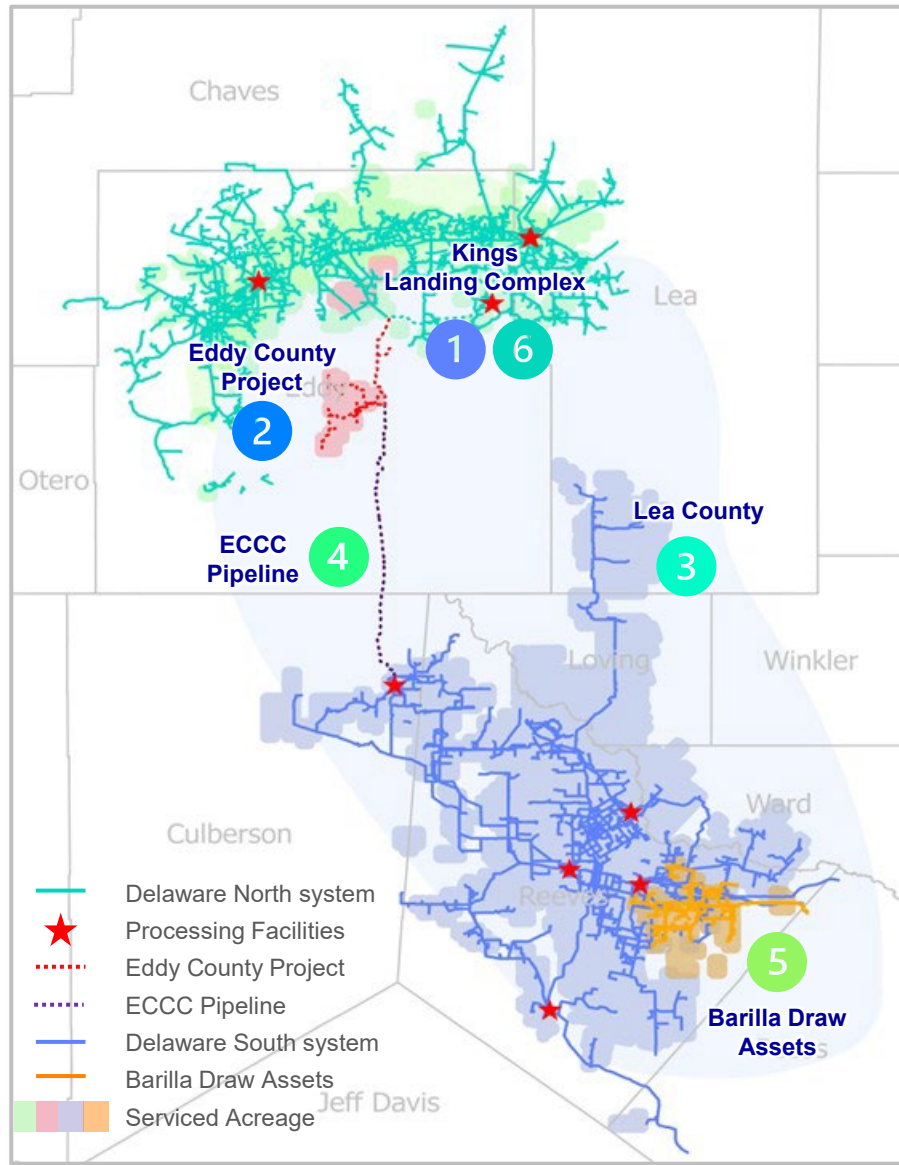 Chaves
Kings
Landing Complex
Lea
Eddy County
Project
Eddy
1
6
2
Otero
Lea County
3
ECCC
Pipeline
4
Loving
Winkler
Culberson
Ward
Reeves
5
Barilla Draw
Assets
Jeff Davis
Delaware North system
Processing Facilities
Eddy County Project
ECCC Pipeline
Delaware South system
Barilla Draw Assets
Serviced Acreage